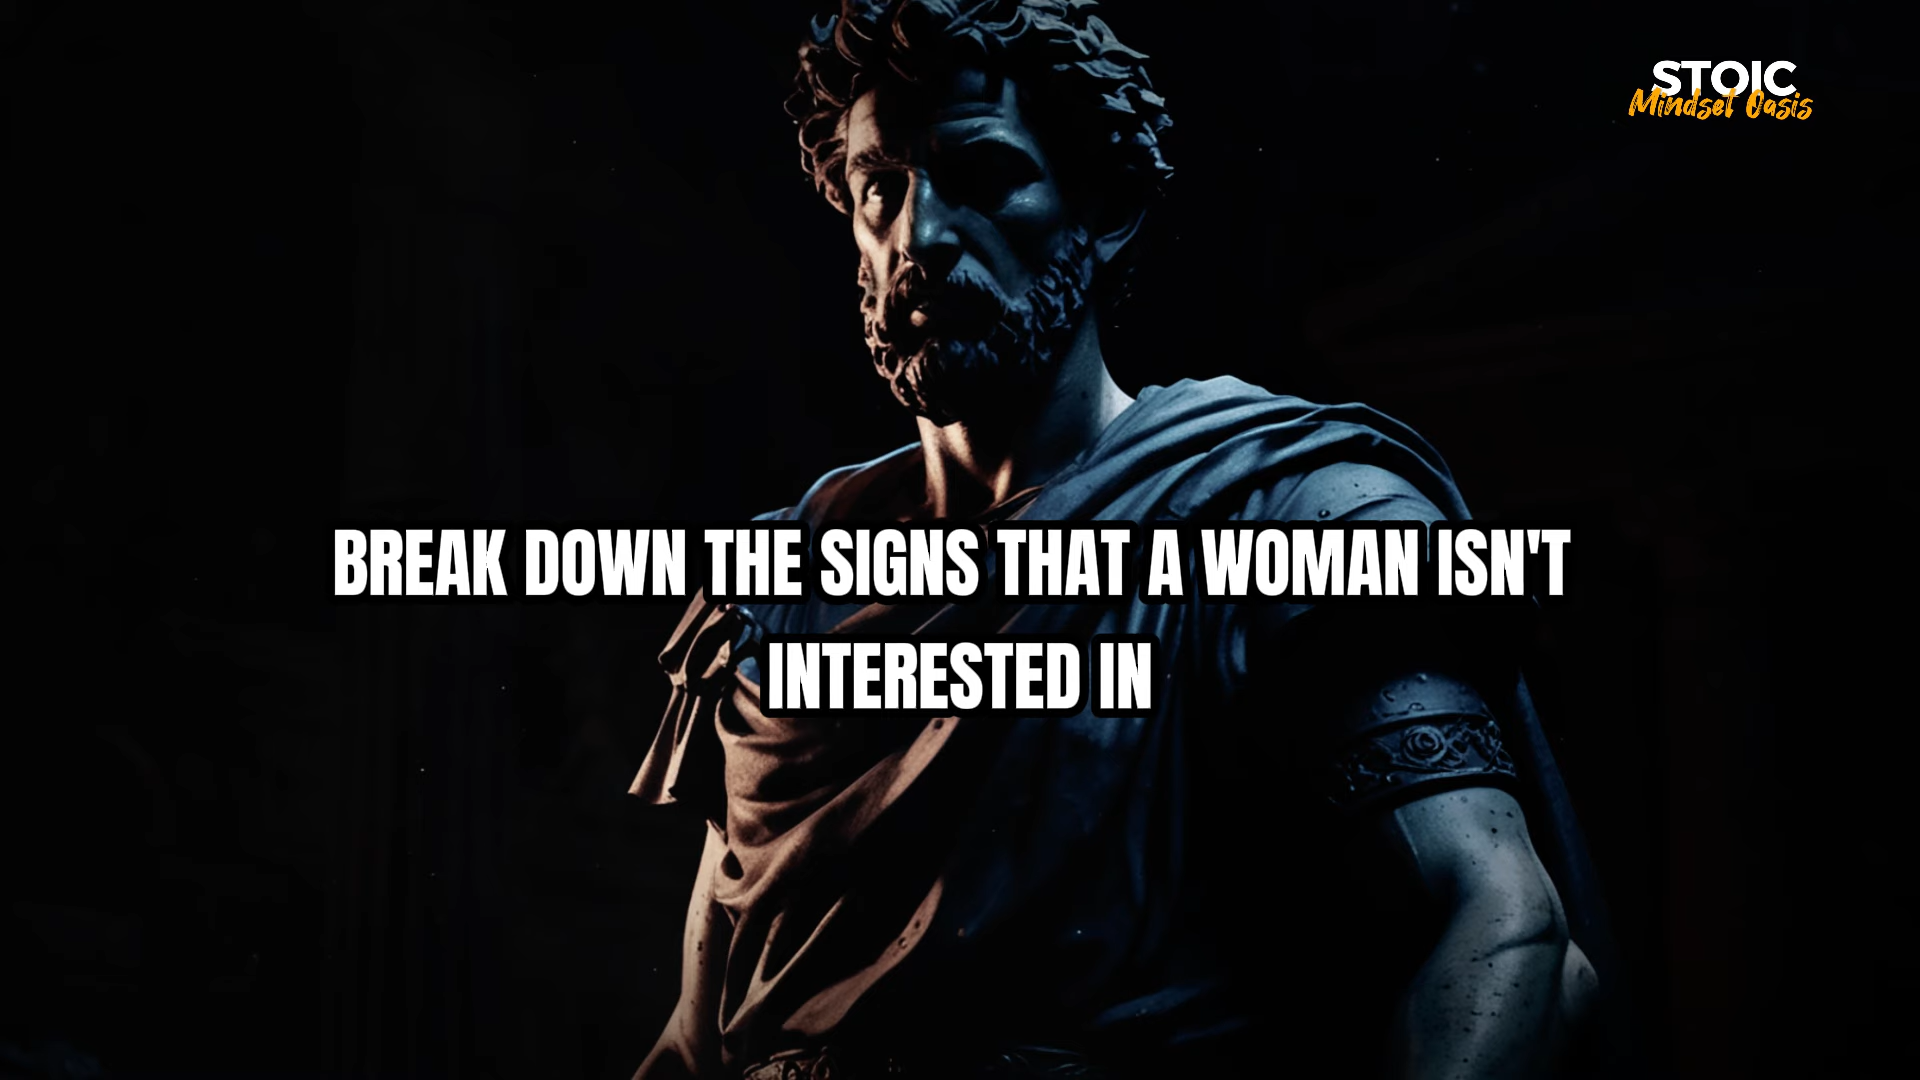 STOIC
Mindset Oasis
BREAK DOWN THE SIGNS THAT A WOMAN ISN'T
INTERESTED IN